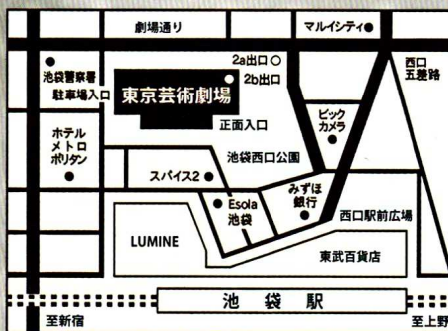 劇場通り
マルイシティ
2a出口
西口
五差路
池袋警察署
2b出口
駐車場入口
東京芸術劇場
正面入口
ビック
カメラ
ホテル
メトロ
ポリタン
池袋西口公園
スパイス2
みずほ
銀行
Esola
池袋
西口駅前広場
LUMINE
東武百貨店
池袋駅
至新宿
至上野